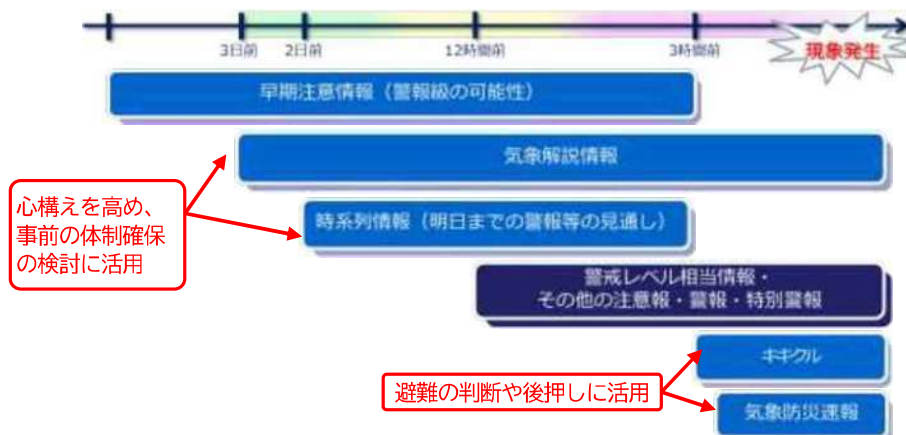 3日前
2日前
12時間前
3時間前
現象発生
早期注意情報（警報級の可能性）
気象解説情報
心構えを高め、
事前の体制確保
の検討に活用
時系列情報（明日までの警報等の見通し）
警戒レベル相当情報・
その他の注意報・警報・特別警報
キキクル
避難の判断や後押しに活用
気象防災速報